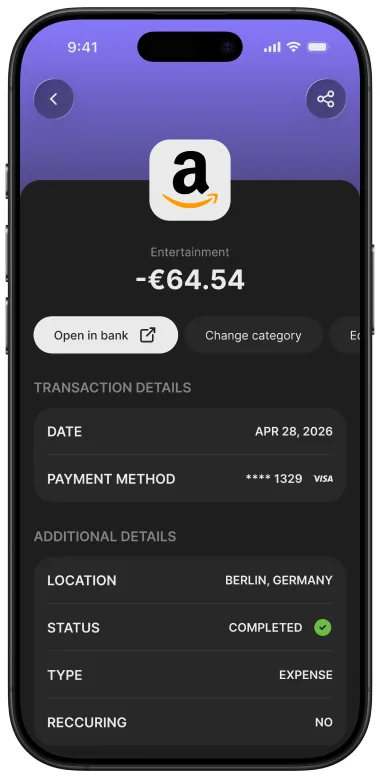 9:41
a
Entertainment
-€64.54
Open in bank Change category
TRANSACTION DETAILS
DATE APR 28, 2026
PAYMENT METHOD **** 1329 VISA
ADDITIONAL DETAILS
LOCATION BERLIN, GERMANY
STATUS COMPLETED
TYPE EXPENSE
RECCURING NO